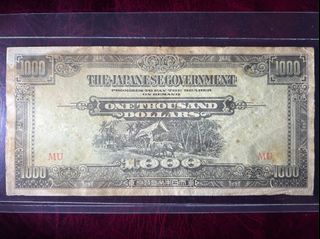 1000 1000
THE JAPANESE GOVERNMENT
PROMISES TO PAY THE BEARER
ON DEMAND
ONE THOUSAND
DOLLARS
MU MU
1000
1000 1000